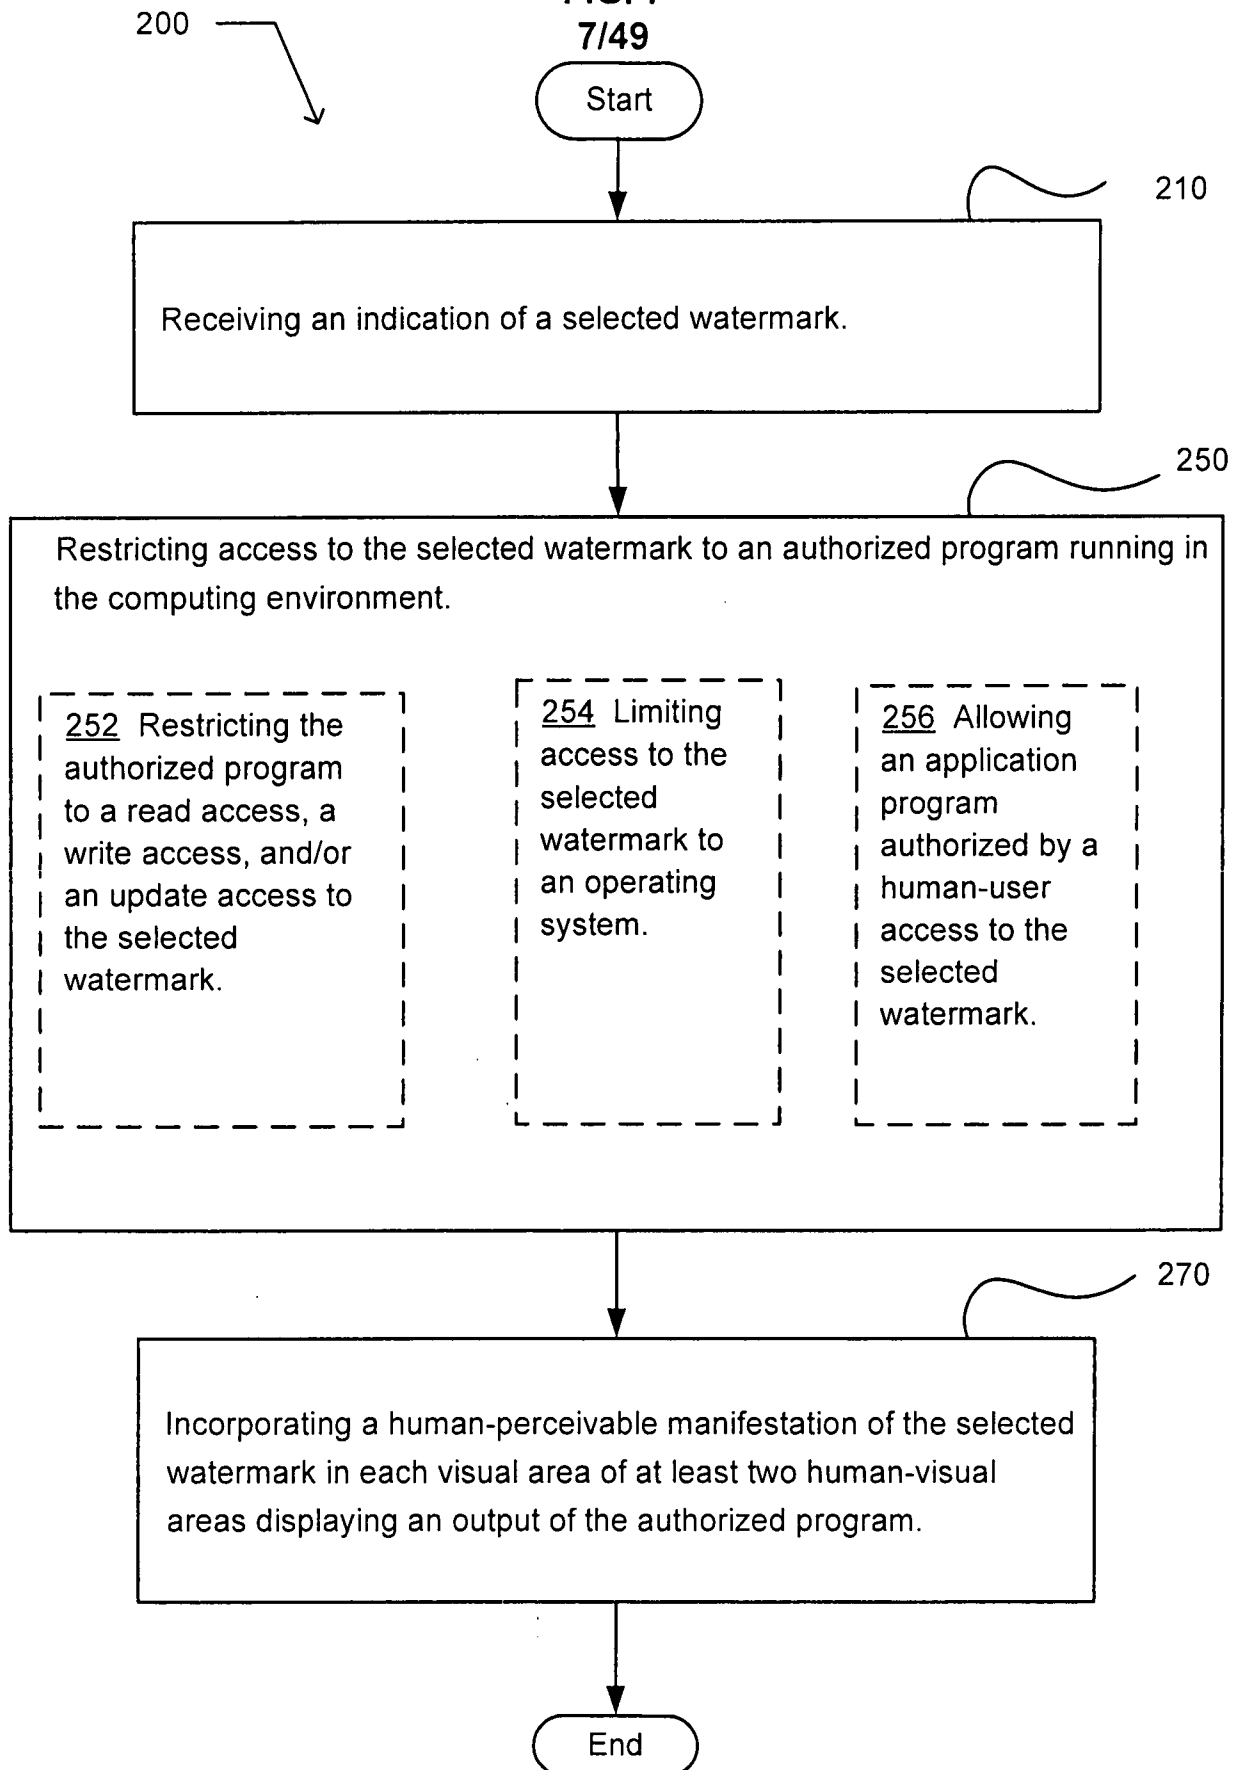 200
7/49
Start
210
Receiving an indication of a selected watermark.
250
Restricting access to the selected watermark to an authorized program running in
the computing environment.
252 Restricting the
authorized program
to a read access, a
write access, and/or
an update access to
the selected
watermark.
254 Limiting
access to the
selected
watermark to
an operating
system.
256 Allowing
an application
program
authorized by a
human-user
access to the
selected
watermark.
270
Incorporating a human-perceivable manifestation of the selected
watermark in each visual area of at least two human-visual
areas displaying an output of the authorized program.
End